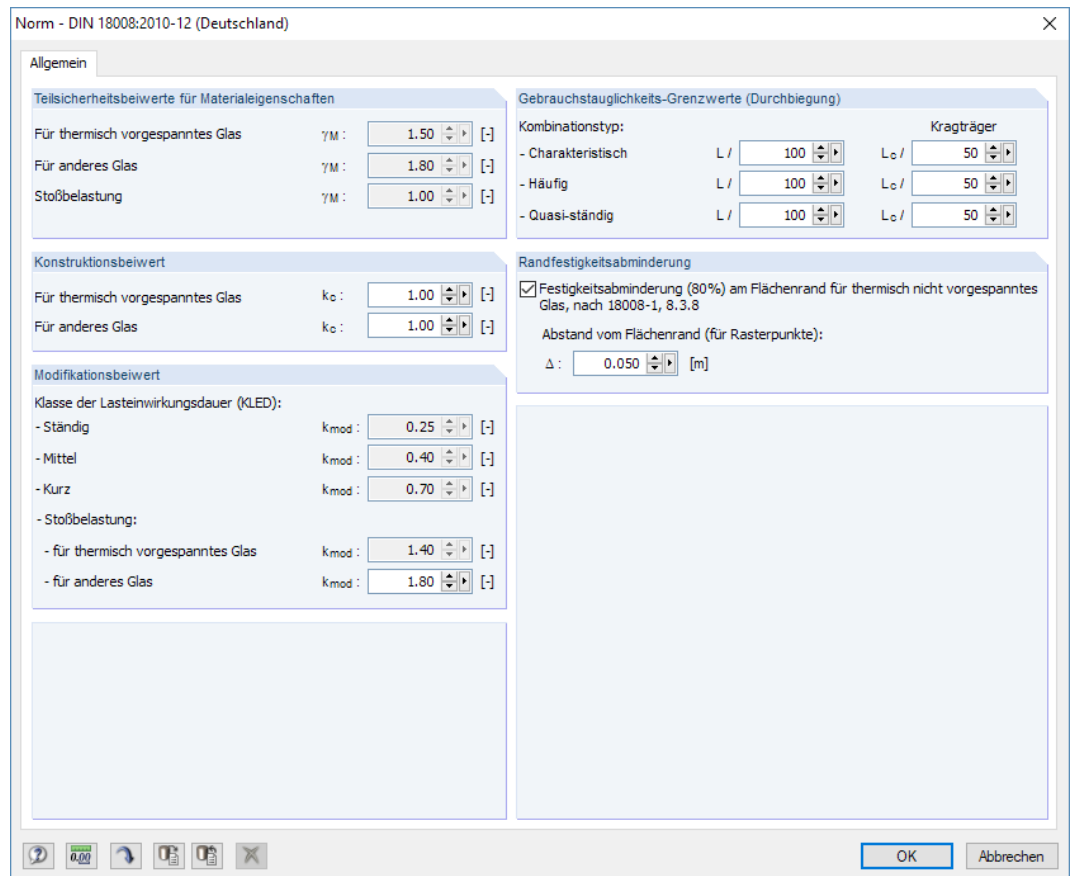 Norm - DIN 18008:2010-12 (Deutschland)
Allgemein
Teilsicherheitsbeiwerte für Materialeigenschaften
Für thermisch vorgespanntes Glas γM : 1.50 [-]
Für anderes Glas γM : 1.80 [-]
Stoßbelastung γM : 1.00 [-]
Konstruktionsbeiwert
Für thermisch vorgespanntes Glas kc : 1.00 [-]
Für anderes Glas kc : 1.00 [-]
Modifikationsbeiwert
Klasse der Lasteinwirkungsdauer (KLED):
- Ständig kmod : 0.25 [-]
- Mittel kmod : 0.40 [-]
- Kurz kmod : 0.70 [-]
- Stoßbelastung:
- für thermisch vorgespanntes Glas kmod : 1.40 [-]
- für anderes Glas kmod : 1.80 [-]
Gebrauchstauglichkeits-Grenzwerte (Durchbiegung)
Kombinationstyp: Kragträger
- Charakteristisch L / 100 Lc / 50
- Häufig L / 100 Lc / 50
- Quasi-ständig L / 100 Lc / 50
Randfestigkeitsabminderung
Festigkeitsabminderung (80%) am Flächenrand für thermisch nicht vorgespanntes
Glas, nach 18008-1, 8.3.8
Abstand vom Flächenrand (für Rasterpunkte):
Δ : 0.050 [m]
0.00
OK Abbrechen